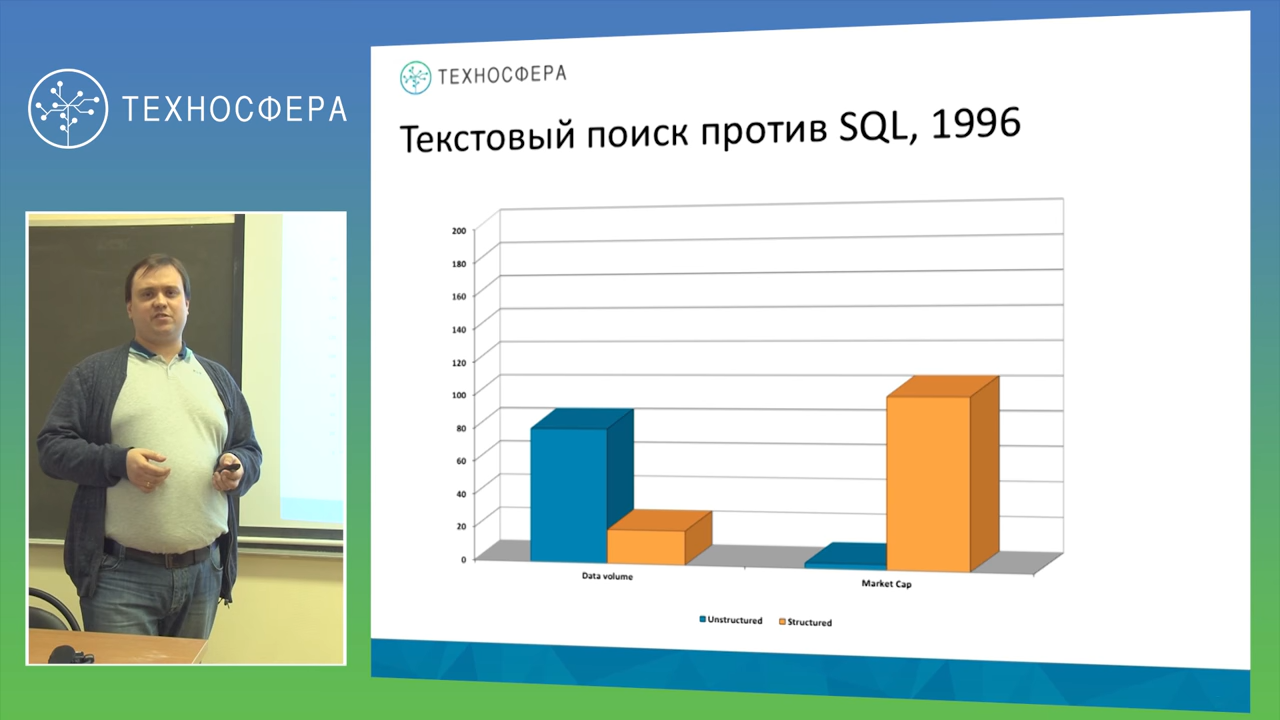 ТЕХНОСФЕРА
ТЕХНОСФЕРА
Текстовый поиск против SQL, 1996
200
180
160
140
120
100
80
60
40
20
0
Data volume
Market Cap
Unstructured
Structured